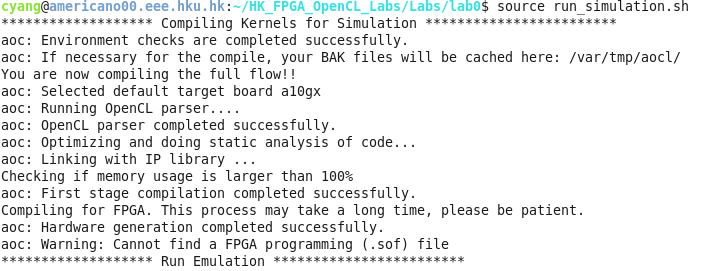 cyang@americano00.eee.hku.hk:~/HK_FPGA_OpenCL_Labs/Labs/lab0$ source run_simulation.sh
******************* Compiling Kernels for Simulation ************************
aoc: Environment checks are completed successfully.
aoc: If necessary for the compile, your BAK files will be cached here: /var/tmp/aocl/
You are now compiling the full flow!!
aoc: Selected default target board a10gx
aoc: Running OpenCL parser....
aoc: OpenCL parser completed successfully.
aoc: Optimizing and doing static analysis of code...
aoc: Linking with IP library ...
Checking if memory usage is larger than 100%
aoc: First stage compilation completed successfully.
Compiling for FPGA. This process may take a long time, please be patient.
aoc: Hardware generation completed successfully.
aoc: Warning: Cannot find a FPGA programming (.sof) file
******************* Run Emulation ************************